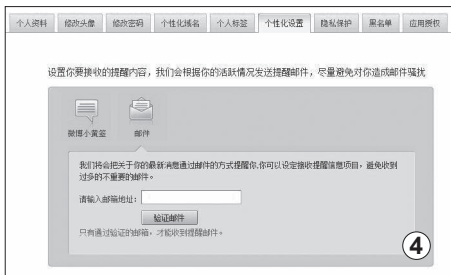 个人资料 修改头像 修改密码 个性化域名 个人标签 个性化设置 隐私保护 黑名单 应用授权
设置你要接收的提醒内容，我们会根据你的活跃情况发送提醒邮件，尽量避免对你造成邮件骚扰
微博小黄签 邮件
我们将会把关于你的最新消息通过邮件的方式提醒你,你可以设定接收提醒信息项目，避免收到
过多的不重要的邮件。
请输入邮箱地址：
验证邮件
只有通过验证的邮箱，才能收到提醒邮件。
4